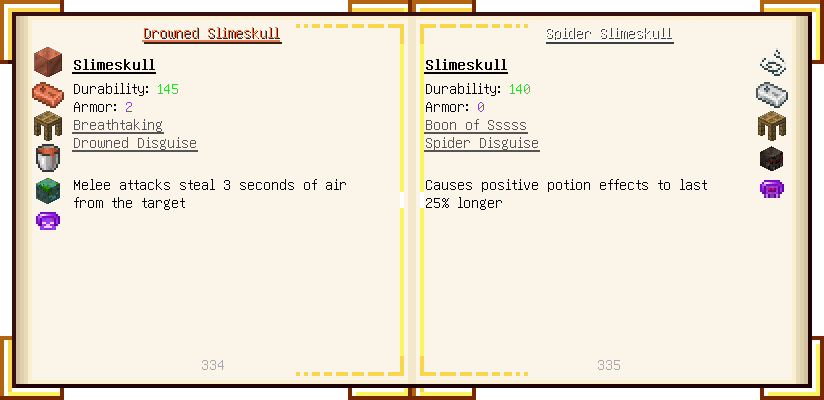 Drowned Slimeskull
Slimeskull
Durability: 145
Armor: 2
Breathtaking
Drowned Disguise
Melee attacks steal 3 seconds of air
from the target
334
Spider Slimeskull
Slimeskull
Durability: 140
Armor: 0
Boon of Sssss
Spider Disguise
Causes positive potion effects to last
25% longer
335